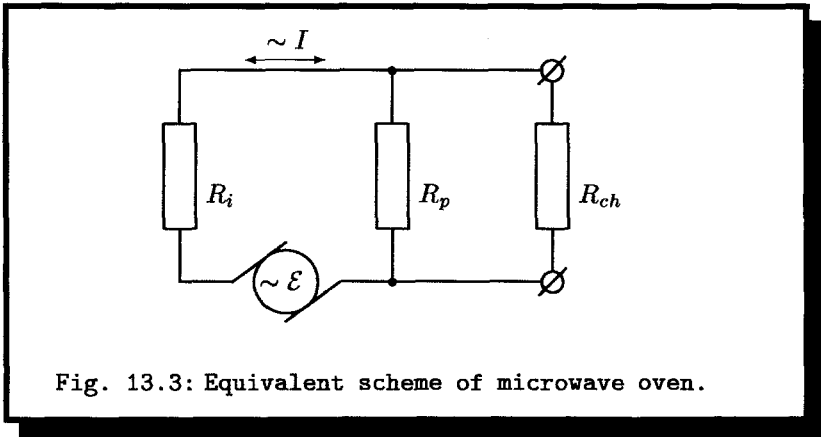 ~ I
R_i
R_p
R_ch
~ ℰ
Fig. 13.3: Equivalent scheme of microwave oven.